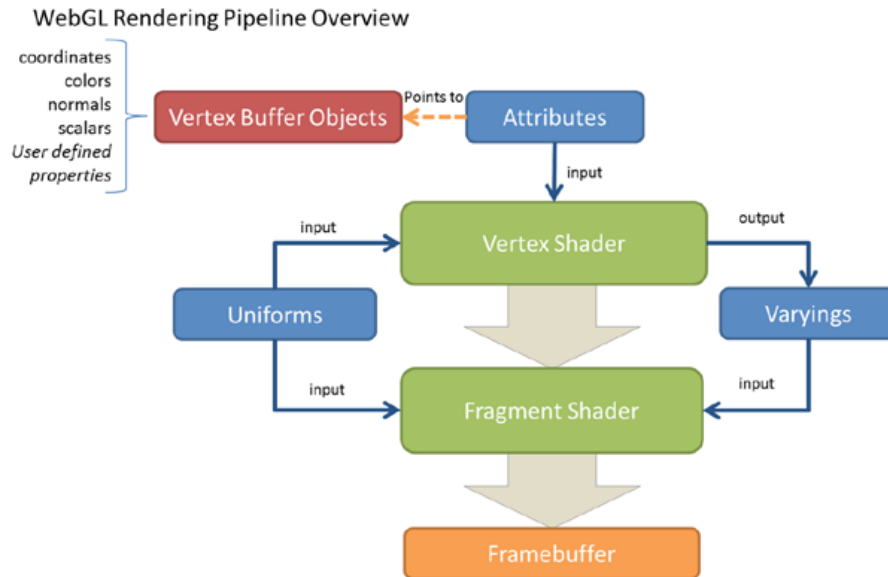 WebGL Rendering Pipeline Overview
coordinates
colors
normals
scalars
User defined
properties
Vertex Buffer Objects
Points to
Attributes
input
input
Vertex Shader
output
Uniforms
Varyings
input
Fragment Shader
input
Framebuffer